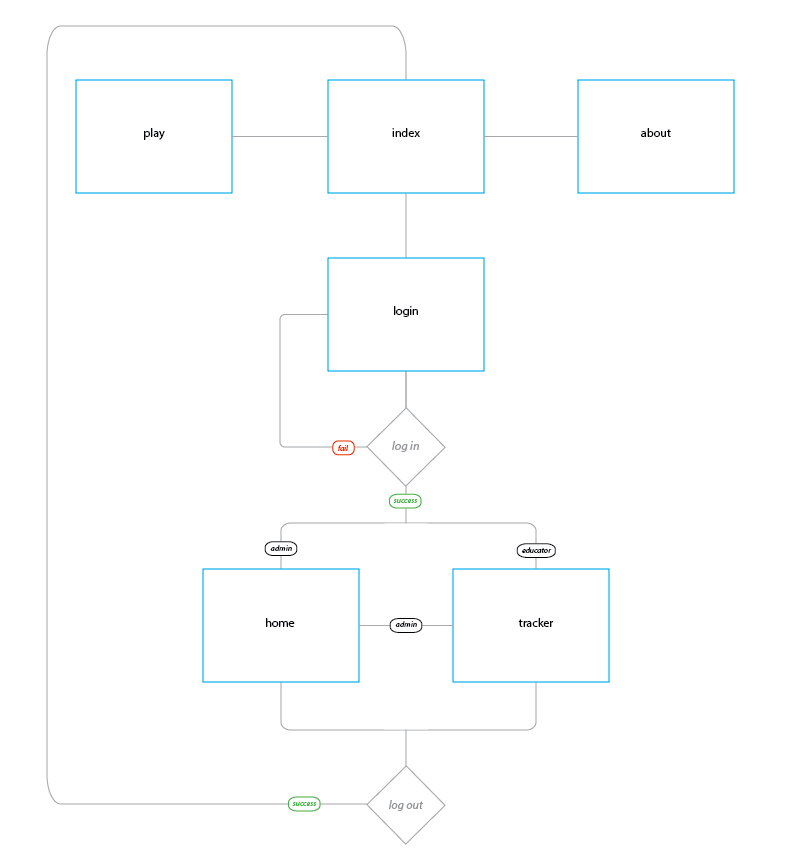 play
index
about
login
log in
fail
success
admin
educator
home
admin
tracker
success
log out